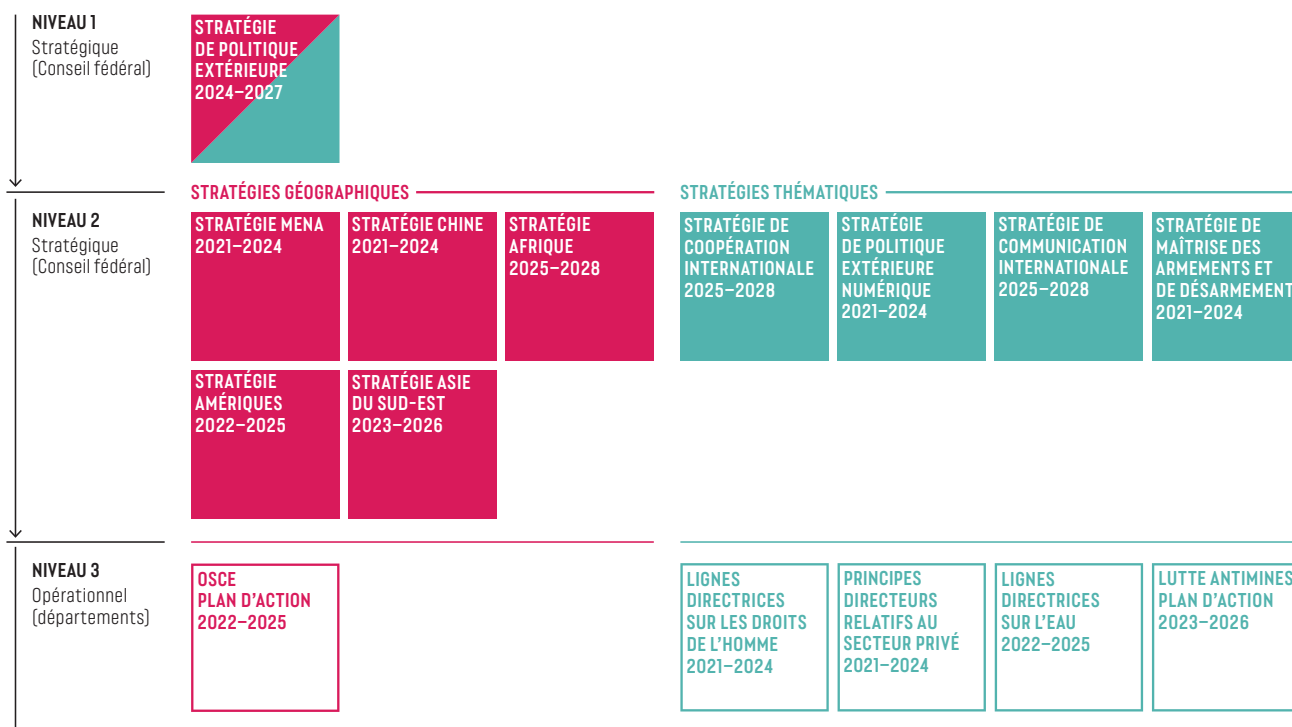 NIVEAU 1
Stratégique
(Conseil fédéral)
STRATÉGIE
DE POLITIQUE
EXTÉRIEURE
2024–2027
STRATÉGIES GÉOGRAPHIQUES
STRATÉGIES THÉMATIQUES
NIVEAU 2
Stratégique
(Conseil fédéral)
STRATÉGIE MENA
2021–2024
STRATÉGIE CHINE
2021–2024
STRATÉGIE
AFRIQUE
2025–2028
STRATÉGIE DE
COOPÉRATION
INTERNATIONALE
2025–2028
STRATÉGIE
DE POLITIQUE
EXTÉRIEURE
NUMÉRIQUE
2021–2024
STRATÉGIE DE
COMMUNICATION
INTERNATIONALE
2025–2028
STRATÉGIE DE
MAÎTRISE DES
ARMEMENTS ET
DE DÉSARMEMENT
2021–2024
STRATÉGIE
AMÉRIQUES
2022–2025
STRATÉGIE ASIE
DU SUD-EST
2023–2026
NIVEAU 3
Opérationnel
(départements)
OSCE
PLAN D'ACTION
2022–2025
LIGNES
DIRECTRICES
SUR LES DROITS
DE L'HOMME
2021–2024
PRINCIPES
DIRECTEURS
RELATIFS AU
SECTEUR PRIVÉ
2021–2024
LIGNES
DIRECTRICES
SUR L'EAU
2022–2025
LUTTE ANTIMINES
PLAN D'ACTION
2023–2026